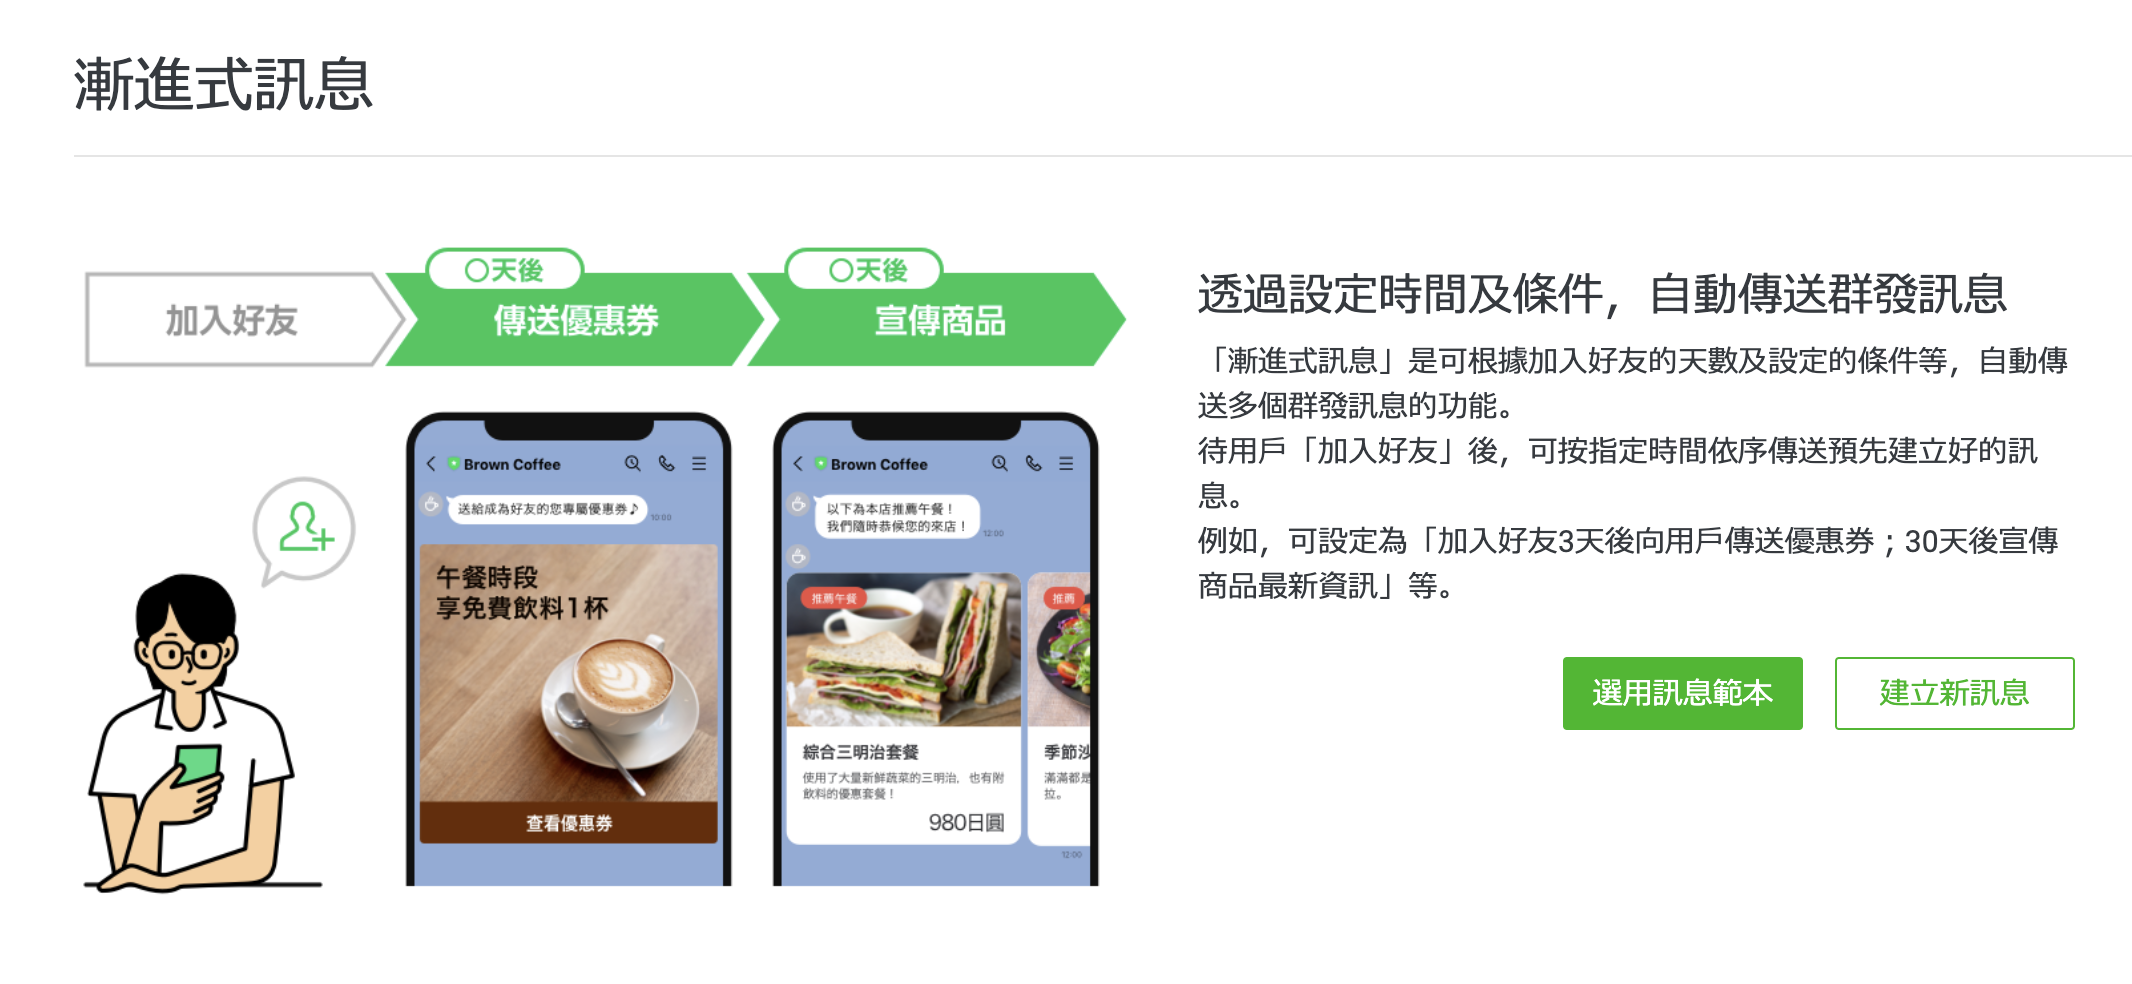 漸進式訊息
〇天後
〇天後
加入好友
傳送優惠券
宣傳商品
Brown Coffee
送給成為好友的您專屬優惠券♪
10:00
午餐時段
享免費飲料1杯
查看優惠券
Brown Coffee
以下為本店推薦午餐！
我們隨時恭候您的來店！
12:00
推薦午餐
綜合三明治套餐
使用了大量新鮮蔬菜的三明治，也有附
飲料的優惠套餐！
980日圓
推薦
季節沙
滿滿都是
拉。
12:00
透過設定時間及條件，自動傳送群發訊息
「漸進式訊息」是可根據加入好友的天數及設定的條件等，自動傳
送多個群發訊息的功能。
待用戶「加入好友」後，可按指定時間依序傳送預先建立好的訊
息。
例如，可設定為「加入好友3天後向用戶傳送優惠券；30天後宣傳
商品最新資訊」等。
選用訊息範本
建立新訊息